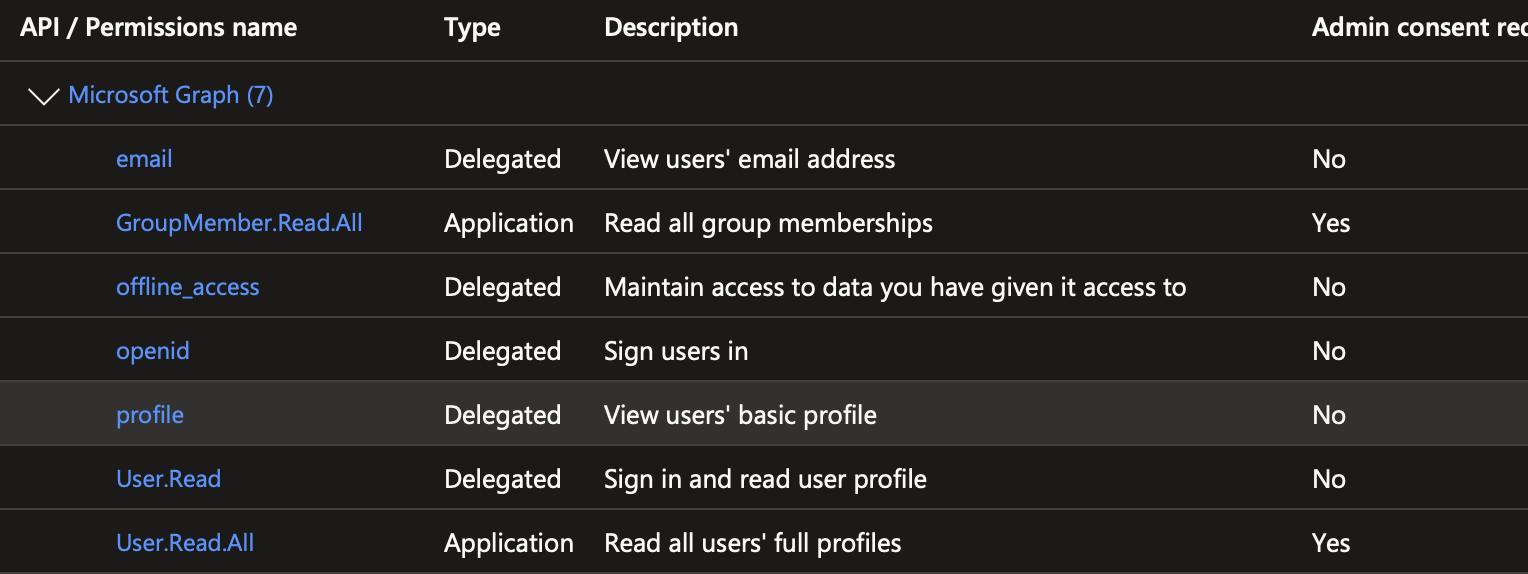 API / Permissions name Type Description Admin consent rec
Microsoft Graph (7)
email Delegated View users' email address No
GroupMember.Read.All Application Read all group memberships Yes
offline_access Delegated Maintain access to data you have given it access to No
openid Delegated Sign users in No
profile Delegated View users' basic profile No
User.Read Delegated Sign in and read user profile No
User.Read.All Application Read all users' full profiles Yes